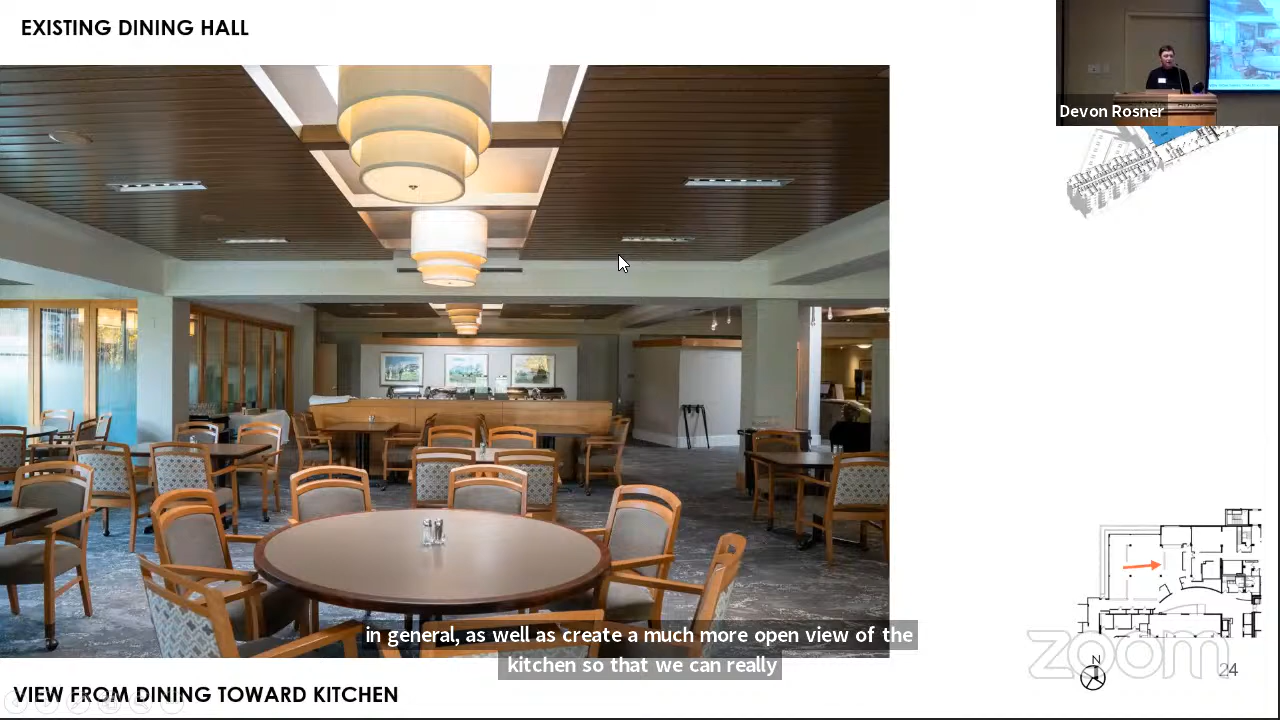 EXISTING DINING HALL
Devon Rosner
in general, as well as create a much more open view of the
kitchen so that we can really
zoom
N
24
VIEW FROM DINING TOWARD KITCHEN